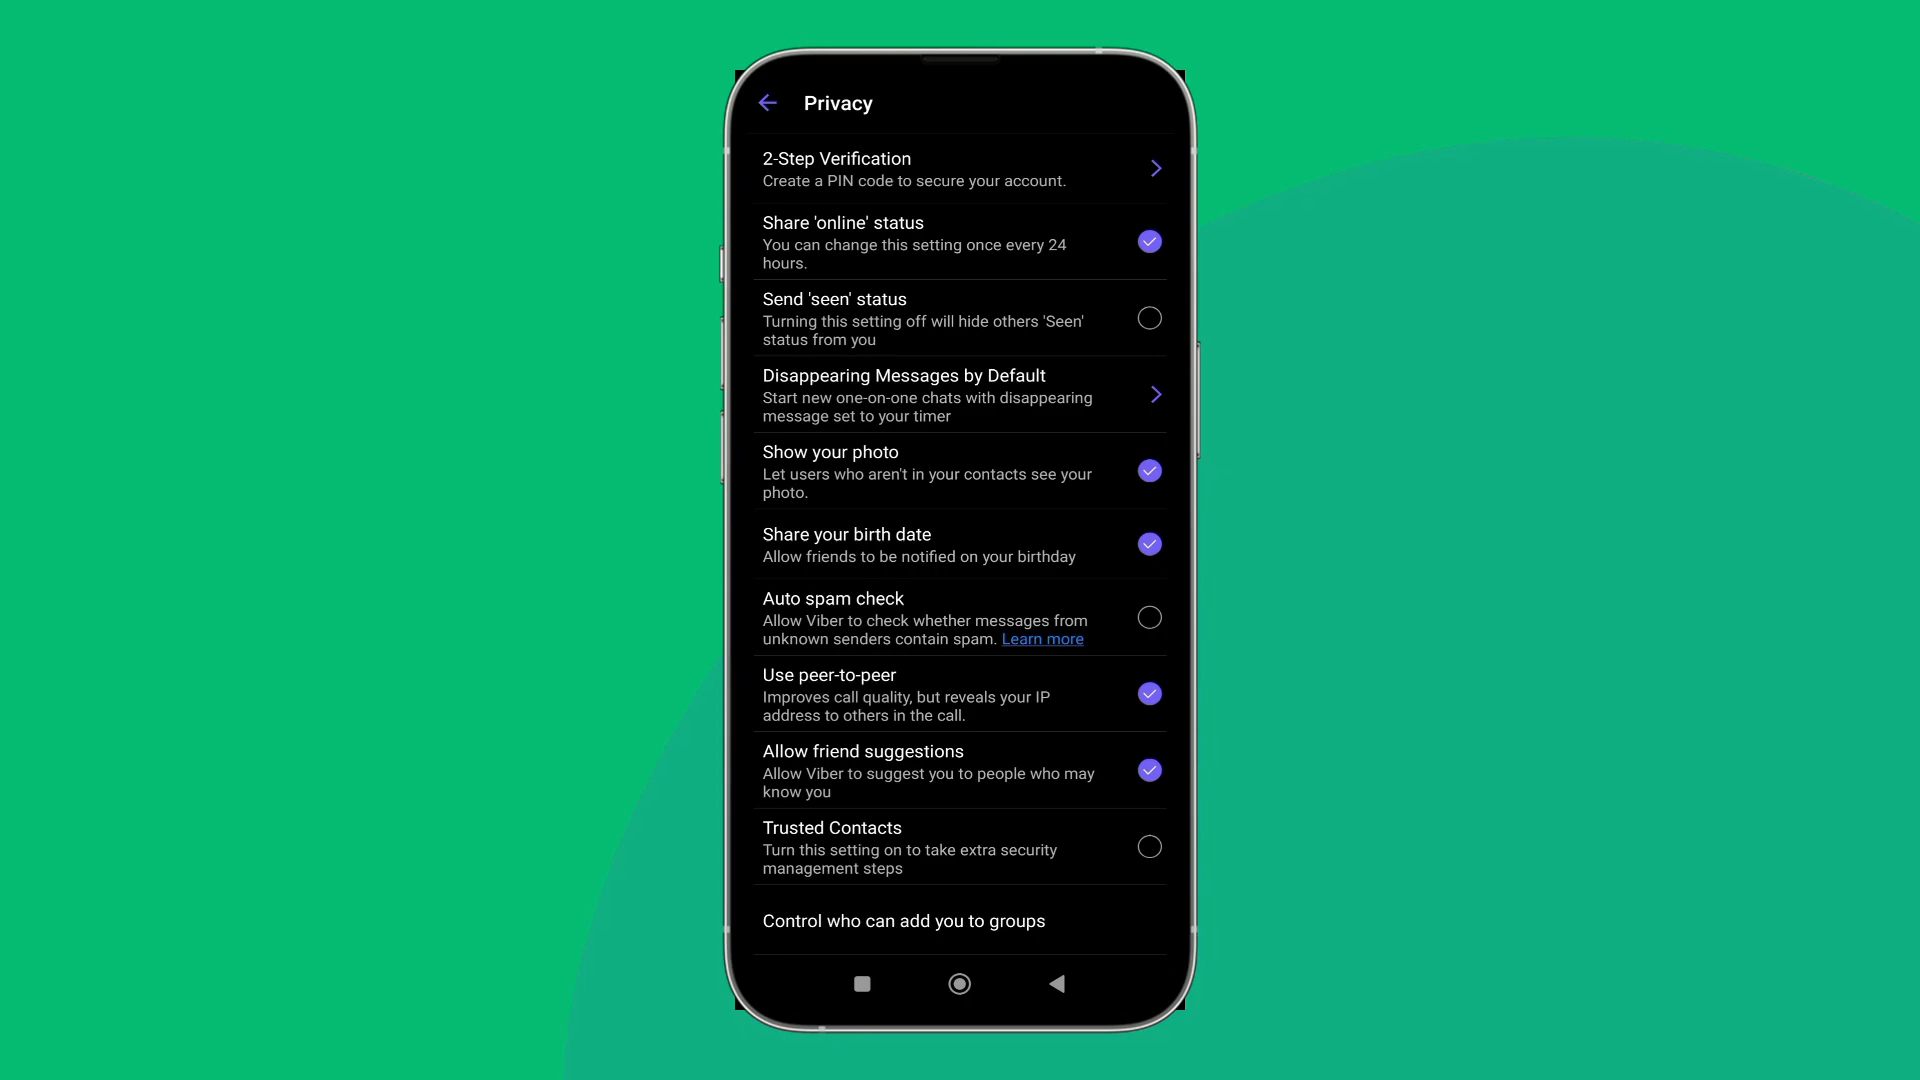 Privacy
2-Step Verification
Create a PIN code to secure your account.
Share 'online' status
You can change this setting once every 24
hours.
Send 'seen' status
Turning this setting off will hide others 'Seen'
status from you
Disappearing Messages by Default
Start new one-on-one chats with disappearing
message set to your timer
Show your photo
Let users who aren't in your contacts see your
photo.
Share your birth date
Allow friends to be notified on your birthday
Auto spam check
Allow Viber to check whether messages from
unknown senders contain spam. Learn more
Use peer-to-peer
Improves call quality, but reveals your IP
address to others in the call.
Allow friend suggestions
Allow Viber to suggest you to people who may
know you
Trusted Contacts
Turn this setting on to take extra security
management steps
Control who can add you to groups